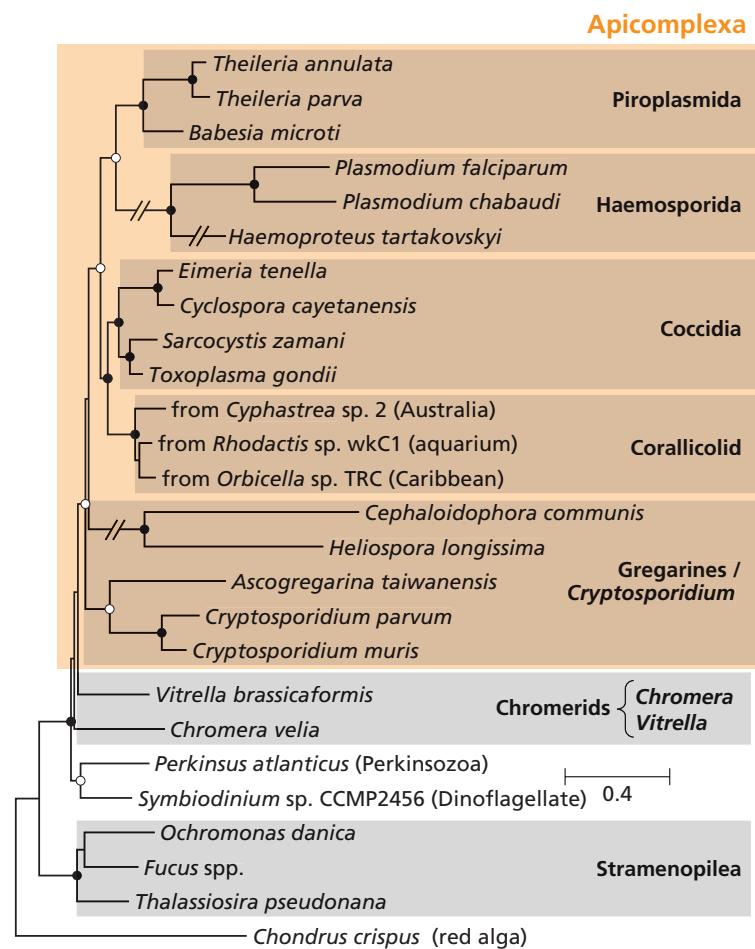 Apicomplexa
Theileria annulata
Theileria parva
Piroplasmida
Babesia microti
Plasmodium falciparum
Plasmodium chabaudi
Haemosporida
Haemoproteus tartakovskyi
Eimeria tenella
Cyclospora cayetanensis
Coccidia
Sarcocystis zamani
Toxoplasma gondii
from Cyphastrea sp. 2 (Australia)
from Rhodactis sp. wkC1 (aquarium)
Corallicolid
from Orbicella sp. TRC (Caribbean)
Cephaloidophora communis
Heliospora longissima
Gregarines /
Cryptosporidium
Ascogregarina taiwanensis
Cryptosporidium parvum
Cryptosporidium muris
Vitrella brassicaformis
Chromerids
Chromera
Vitrella
Chromera velia
Perkinsus atlanticus (Perkinsozoa)
Symbiodinium sp. CCMP2456 (Dinoflagellate)
0.4
Ochromonas danica
Fucus spp.
Stramenopilea
Thalassiosira pseudonana
Chondrus crispus (red alga)